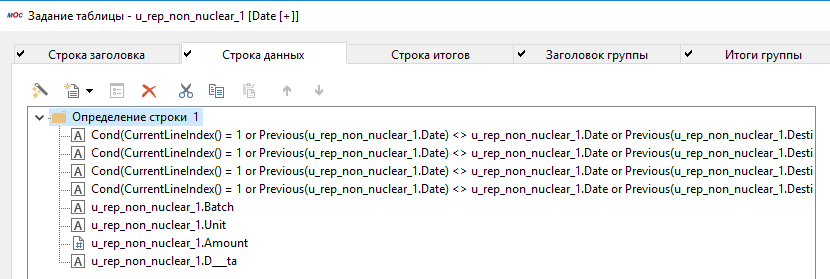 мос Задание таблицы - u_rep_non_nuclear_1 [Date [+]]
Строка заголовка Строка данных Строка итогов Заголовок группы Итоги группы
Определение строки 1
A Cond(CurrentLineIndex() = 1 or Previous(u_rep_non_nuclear_1.Date) <> u_rep_non_nuclear_1.Date or Previous(u_rep_non_nuclear_1.Desti
A Cond(CurrentLineIndex() = 1 or Previous(u_rep_non_nuclear_1.Date) <> u_rep_non_nuclear_1.Date or Previous(u_rep_non_nuclear_1.Desti
A Cond(CurrentLineIndex() = 1 or Previous(u_rep_non_nuclear_1.Date) <> u_rep_non_nuclear_1.Date or Previous(u_rep_non_nuclear_1.Desti
A Cond(CurrentLineIndex() = 1 or Previous(u_rep_non_nuclear_1.Date) <> u_rep_non_nuclear_1.Date or Previous(u_rep_non_nuclear_1.Desti
A u_rep_non_nuclear_1.Batch
A u_rep_non_nuclear_1.Unit
# u_rep_non_nuclear_1.Amount
A u_rep_non_nuclear_1.D___ta